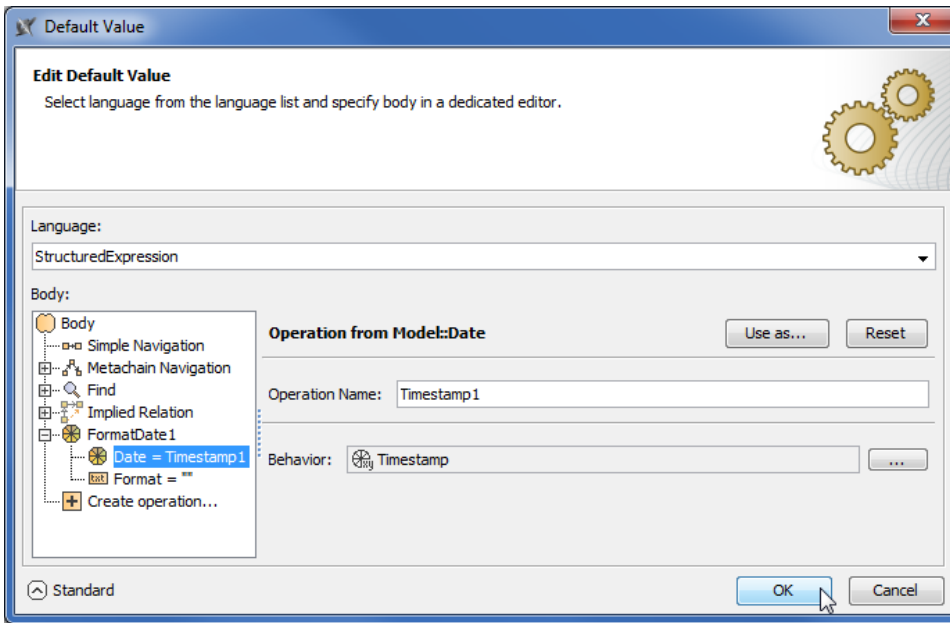 Default Value
Edit Default Value
Select language from the language list and specify body in a dedicated editor.
Language:
StructuredExpression
Body:
Body
Simple Navigation
Metachain Navigation
Find
Implied Relation
FormatDate1
Date = Timestamp1
txt Format = ""
Create operation...
Operation from Model::Date
Use as...
Reset
Operation Name: Timestamp1
Behavior: xy Timestamp
...
Standard
OK
Cancel